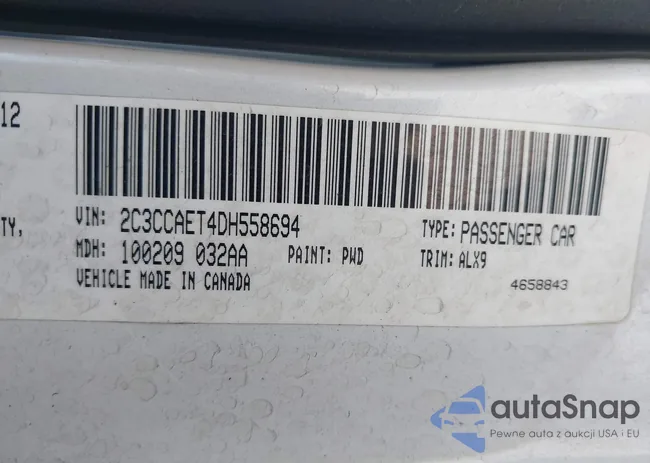 12
VIN: 2C3CCAET4DH558694 TYPE: PASSENGER CAR
TY,
MDH: 100209 032AA PAINT: PWD TRIM: ALX9
VEHICLE MADE IN CANADA 4658843
autaSnap
Pewne auta z aukcji USA i EU